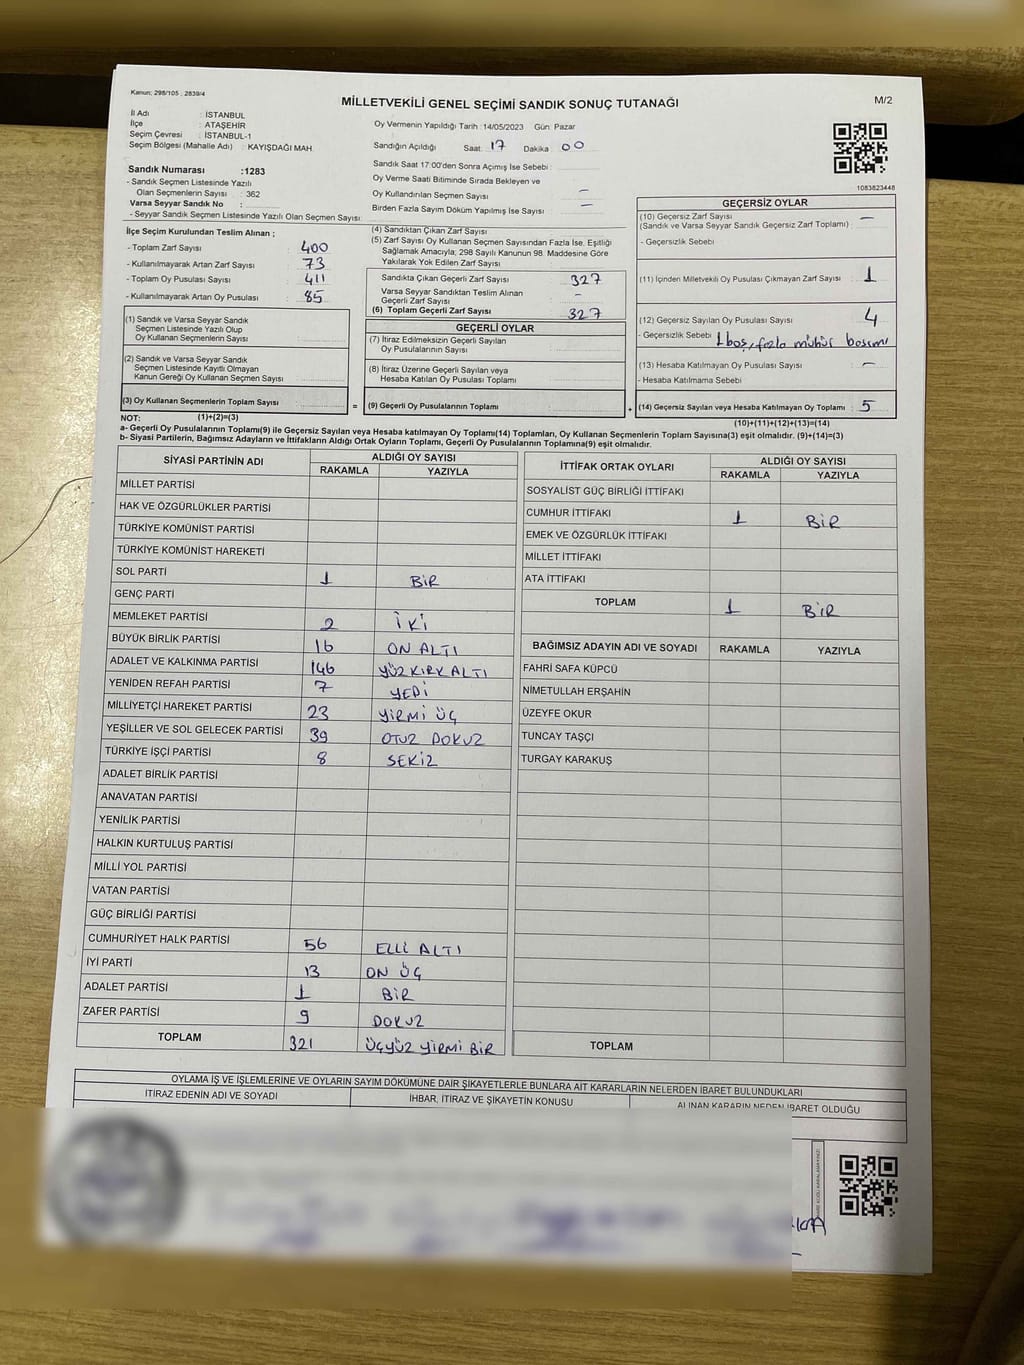 Kanun; 298/105 ; 2839/4
MİLLETVEKİLİ GENEL SEÇİMİ SANDIK SONUÇ TUTANAĞI
M/2
İl Adı : İSTANBUL
İlçe : ATAŞEHİR
Seçim Çevresi : İSTANBUL-1
Seçim Bölgesi (Mahalle Adı) : KAYIŞDAĞI MAH.
Sandık Numarası :1283
- Sandık Seçmen Listesinde Yazılı
Olan Seçmenlerin Sayısı : 362
Varsa Seyyar Sandık No :
- Seyyar Sandık Seçmen Listesinde Yazılı Olan Seçmen Sayısı:
Oy Vermenin Yapıldığı Tarih :14/05/2023 Gün: Pazar
Sandığın Açıldığı Saat: 17 Dakika 00
Sandık Saat 17:00'den Sonra Açımış İse Sebebi :
Oy Verme Saati Bitiminde Sırada Bekleyen ve
Oy Kullandırılan Seçmen Sayısı : –
Birden Fazla Sayım Döküm Yapılmış İse Sayısı : –
1083823448
İlçe Seçim Kurulundan Teslim Alınan ;
- Toplam Zarf Sayısı : 400
- Kullanılmayarak Artan Zarf Sayısı : 73
- Toplam Oy Pusulası Sayısı : 411
- Kullanılmayarak Artan Oy Pusulası : 85
(4) Sandıktan Çıkan Zarf Sayısı :
(5) Zarf Sayısı Oy Kullanan Seçmen Sayısından Fazla İse, Eşitliği
Sağlamak Amacıyla; 298 Sayılı Kanunun 98. Maddesine Göre
Yakılarak Yok Edilen Zarf Sayısı :
Sandıkta Çıkan Geçerli Zarf Sayısı : 327
Varsa Seyyar Sandıktan Teslim Alınan
Geçerli Zarf Sayısı : –
(6) Toplam Geçerli Zarf Sayısı : 327
GEÇERSİZ OYLAR
(10) Geçersiz Zarf Sayısı : –
(Sandık ve Varsa Seyyar Sandık Geçersiz Zarf Toplamı)
- Geçersizlik Sebebi :
(11) İçinden Milletvekili Oy Pusulası Çıkmayan Zarf Sayısı : 1
(12) Geçersiz Sayılan Oy Pusulası Sayısı : 4
- Geçersizlik Sebebi : 1 boş, fazla mühür basımı
(13) Hesaba Katılmayan Oy Pusulası Sayısı : –
- Hesaba Katılmama Sebebi :
(14) Geçersiz Sayılan veya Hesaba Katılmayan Oy Toplamı : 5
(1) Sandık ve Varsa Seyyar Sandık
Seçmen Listesinde Yazılı Olup
Oy Kullanan Seçmenlerin Sayısı :
(2) Sandık ve Varsa Seyyar Sandık
Seçmen Listesinde Kayıtlı Olmayan
Kanun Gereği Oy Kullanan Seçmen Sayısı :
(3) Oy Kullanan Seçmenlerin Toplam Sayısı :
GEÇERLİ OYLAR
(7) İtiraz Edilmeksizin Geçerli Sayılan
Oy Pusulalarının Sayısı :
(8) İtiraz Üzerine Geçerli Sayılan veya
Hesaba Katılan Oy Pusulası Toplamı :
= (9) Geçerli Oy Pusulalarının Toplamı : +
NOT: (1)+(2)=(3) (10)+(11)+(12)+(13)=(14)
a- Geçerli Oy Pusulalarının Toplamı(9) ile Geçersiz Sayılan veya Hesaba Katılmayan Oy Toplamı(14) Toplamları, Oy Kullanan Seçmenlerin Toplam Sayısına(3) eşit olmalıdır. (9)+(14)=(3)
b- Siyasi Partilerin, Bağımsız Adayların ve İttifakların Aldığı Ortak Oyların Toplamı, Geçerli Oy Pusulalarının Toplamına(9) eşit olmalıdır.
SİYASİ PARTİNİN ADI ALDIĞI OY SAYISI
RAKAMLA YAZIYLA
MİLLET PARTİSİ
HAK VE ÖZGÜRLÜKLER PARTİSİ
TÜRKİYE KOMÜNİST PARTİSİ
TÜRKİYE KOMÜNİST HAREKETİ
SOL PARTİ 1 BİR
GENÇ PARTİ
MEMLEKET PARTİSİ 2 İKİ
BÜYÜK BİRLİK PARTİSİ 16 ON ALTI
ADALET VE KALKINMA PARTİSİ 146 YÜZ KIRK ALTI
YENİDEN REFAH PARTİSİ 7 YEDİ
MİLLİYETÇİ HAREKET PARTİSİ 23 YİRMİ ÜÇ
YEŞİLLER VE SOL GELECEK PARTİSİ 39 OTUZ DOKUZ
TÜRKİYE İŞÇİ PARTİSİ 8 SEKİZ
ADALET BİRLİK PARTİSİ
ANAVATAN PARTİSİ
YENİLİK PARTİSİ
HALKIN KURTULUŞ PARTİSİ
MİLLİ YOL PARTİSİ
VATAN PARTİSİ
GÜÇ BİRLİĞİ PARTİSİ
CUMHURİYET HALK PARTİSİ 56 ELLİ ALTI
İYİ PARTİ 13 ON ÜÇ
ADALET PARTİSİ 1 BİR
ZAFER PARTİSİ 9 DOKUZ
TOPLAM 321 ÜÇYÜZ YİRMİ BİR
İTTİFAK ORTAK OYLARI ALDIĞI OY SAYISI
RAKAMLA YAZIYLA
SOSYALİST GÜÇ BİRLİĞİ İTTİFAKI
CUMHUR İTTİFAKI 1 BİR
EMEK VE ÖZGÜRLÜK İTTİFAKI
MİLLET İTTİFAKI
ATA İTTİFAKI
TOPLAM 1 BİR
BAĞIMSIZ ADAYIN ADI VE SOYADI RAKAMLA YAZIYLA
FAHRİ SAFA KÜPCÜ
NİMETULLAH ERŞAHİN
ÜZEYFE OKUR
TUNCAY TAŞÇI
TURGAY KARAKUŞ
TOPLAM
OYLAMA İŞ VE İŞLEMLERİNE VE OYLARIN SAYIM DÖKÜMÜNE DAİR ŞİKAYETLERLE BUNLARA AİT KARARLARIN NELERDEN İBARET BULUNDUKLARI
İTİRAZ EDENİN ADI VE SOYADI İHBAR, İTİRAZ VE ŞİKAYETİN KONUSU ALINAN KARARIN NEDEN İBARET OLDUĞU